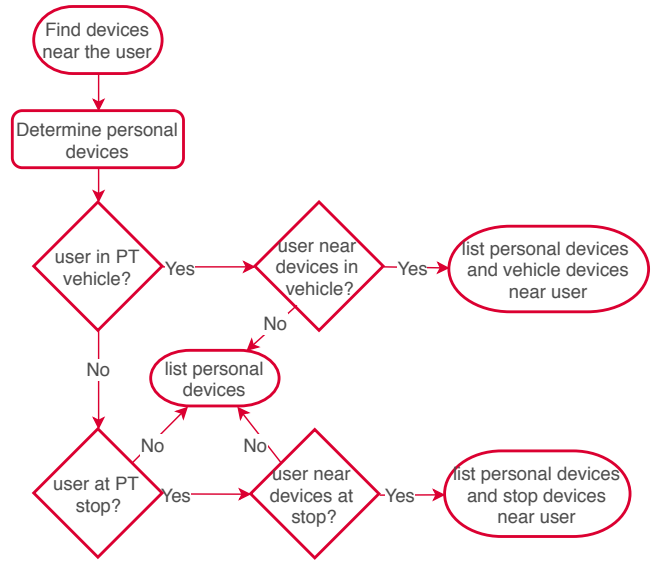 Find devices
near the user
Determine personal
devices
user in PT
vehicle?
Yes
user near
devices in
vehicle?
Yes
list personal devices
and vehicle devices
near user
No
No
list personal
devices
No
No
user at PT
stop?
Yes
user near
devices at
stop?
Yes
list personal devices
and stop devices
near user